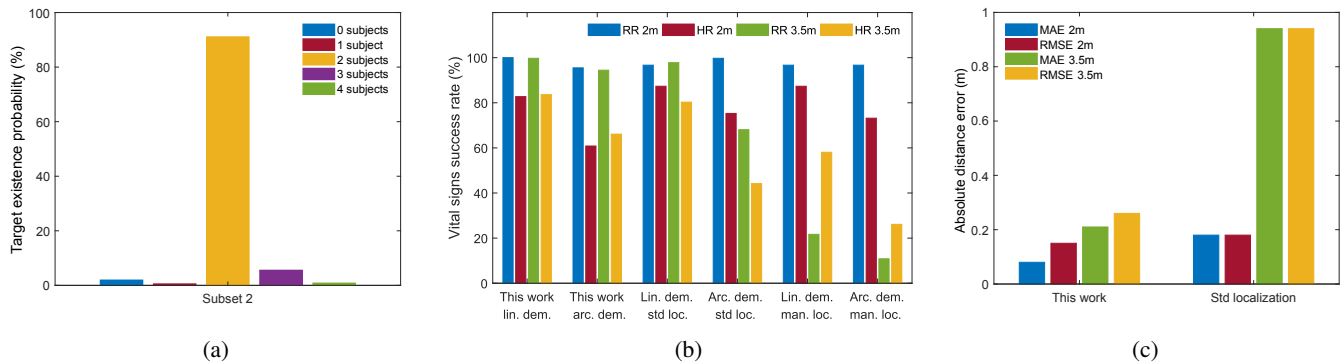 Target existence probability (%)
100
80
60
40
20
0
0 subjects
1 subject
2 subjects
3 subjects
4 subjects
Subset 2
(a)
Vital signs success rate (%)
100
80
60
40
20
0
RR 2m HR 2m RR 3.5m HR 3.5m
This work lin. dem.
This work arc. dem.
Lin. dem. std loc.
Arc. dem. std loc.
Lin. dem. man. loc.
Arc. dem. man. loc.
(b)
Absolute distance error (m)
1
0.8
0.6
0.4
0.2
0
MAE 2m
RMSE 2m
MAE 3.5m
RMSE 3.5m
This work Std localization
(c)